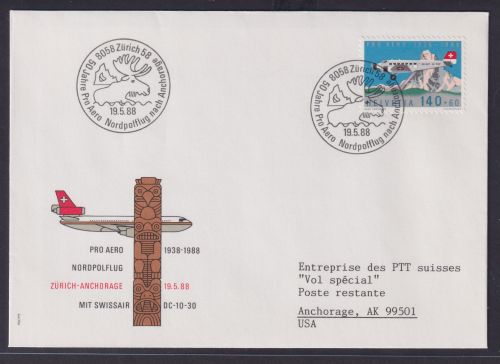 8058 Zürich 58
50 Jahre Pro Aero Nordpolflug nach Anchorage
19.5.88
8058 Zürich 58
50 Jahre Pro Aero Nordpolflug nach Anchorage
19.5.88
PRO AERO 1938-1988
HELVETIA 140+60
PRO AERO 1938-1988
NORDPOLFLUG
ZÜRICH-ANCHORAGE 19.5.88
MIT SWISSAIR DC-10-30
Entreprise des PTT suisses
"Vol spécial"
Poste restante
Anchorage, AK 99501
USA